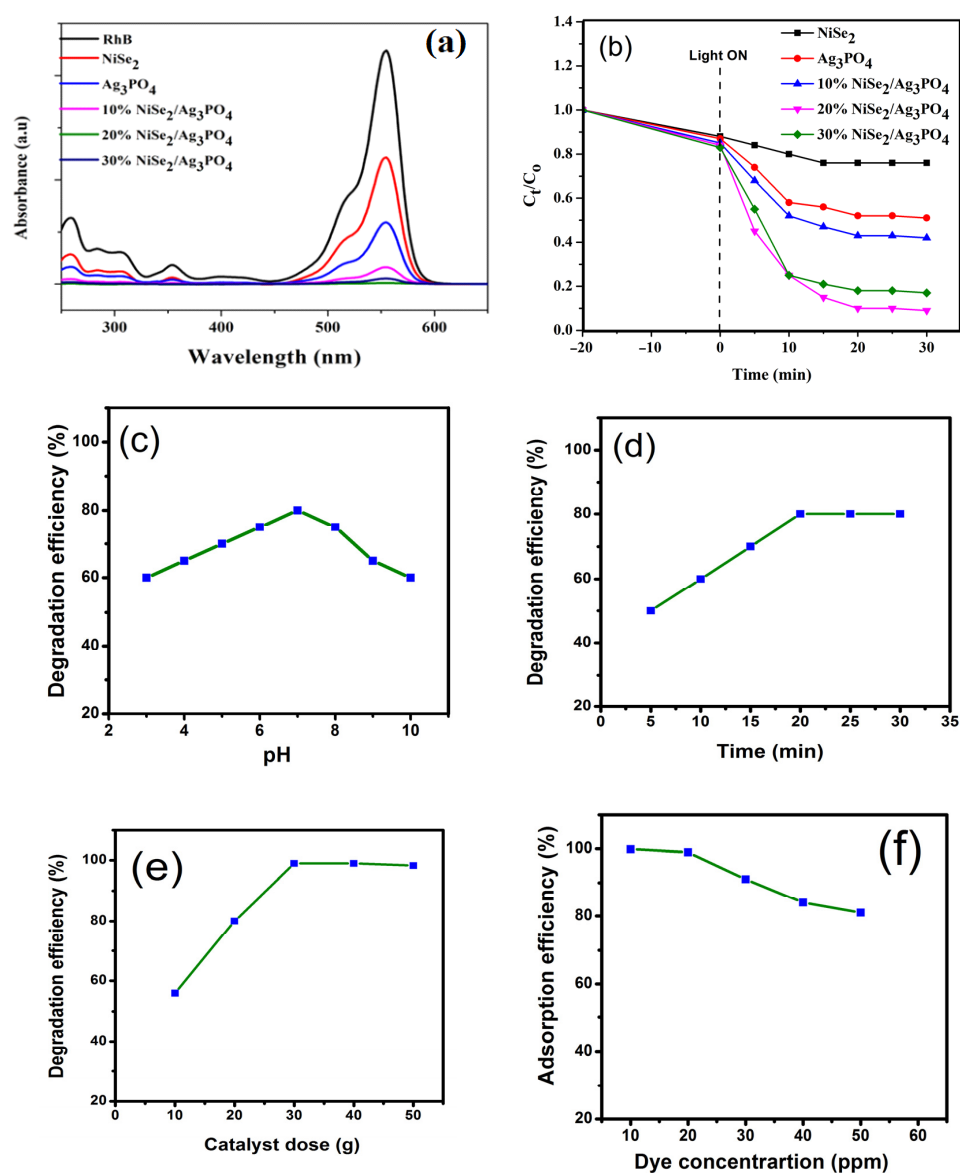 (a)
RhB
NiSe2
Ag3PO4
10% NiSe2/Ag3PO4
20% NiSe2/Ag3PO4
30% NiSe2/Ag3PO4
Absorbance (a.u)
300
400
500
600
Wavelength (nm)
(b)
Light ON
NiSe2
Ag3PO4
10% NiSe2/Ag3PO4
20% NiSe2/Ag3PO4
30% NiSe2/Ag3PO4
Ct/Co
1.4
1.2
1.0
0.8
0.6
0.4
0.2
0.0
−20
−10
0
10
20
30
Time (min)
(c)
Degradation efficiency (%)
100
80
60
40
20
2
4
6
8
10
pH
(d)
Degradation efficiency (%)
100
80
60
40
20
0
5
10
15
20
25
30
35
Time (min)
(e)
Degradation effieiency (%)
100
80
60
40
20
0
10
20
30
40
50
Catalyst dose (g)
(f)
Adsorption efficiency (%)
100
80
60
40
20
10
20
30
40
50
60
Dye concentrartion (ppm)